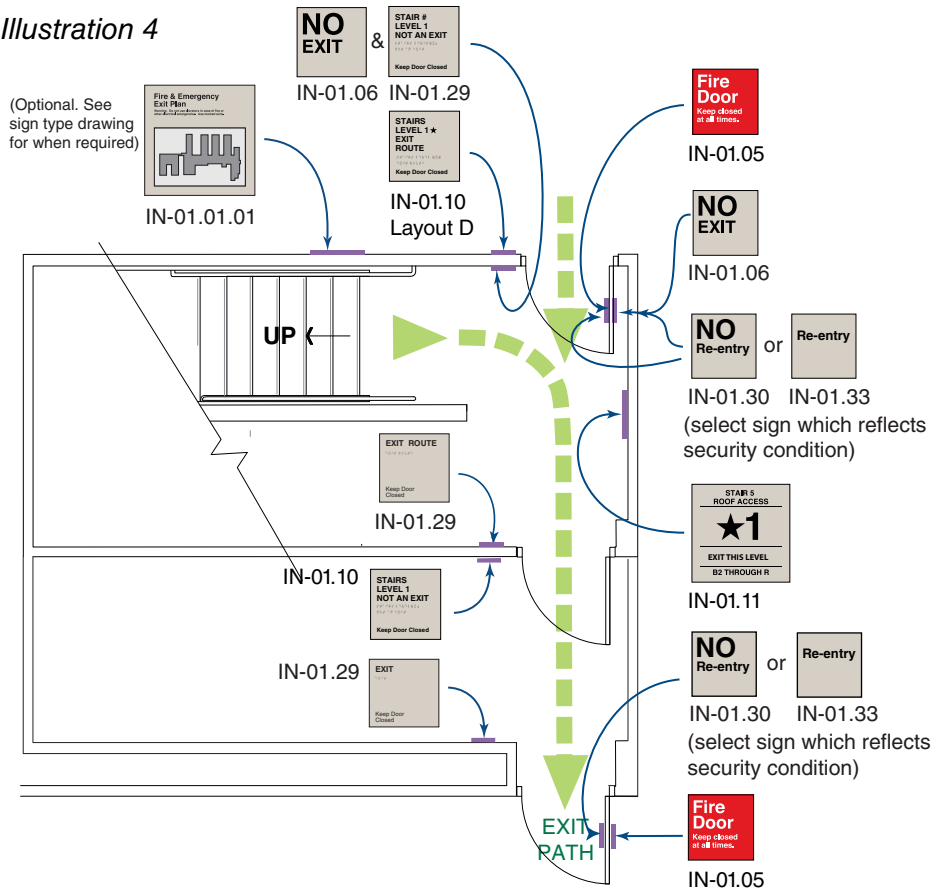 Illustration 4
NO
EXIT
&
STAIR #
LEVEL 1
NOT AN EXIT
Keep Door Closed
IN-01.06
IN-01.29
(Optional. See
sign type drawing
for when required)
Fire & Emergency
Exit Plan
IN-01.01.01
STAIRS
LEVEL 1★
EXIT
ROUTE
Keep Door Closed
IN-01.10
Layout D
Fire
Door
Keep closed
at all times.
IN-01.05
NO
EXIT
IN-01.06
UP
NO
Re-entry
or
Re-entry
IN-01.30
IN-01.33
(select sign which reflects
security condition)
EXIT ROUTE
Keep Door
Closed
IN-01.29
STAIR 5
ROOF ACCESS
★1
EXIT THIS LEVEL
B2 THROUGH R
IN-01.11
IN-01.10
STAIRS
LEVEL 1
NOT AN EXIT
Keep Door Closed
IN-01.29
EXIT
Keep Door
Closed
NO
Re-entry
or
Re-entry
IN-01.30
IN-01.33
(select sign which reflects
security condition)
EXIT
PATH
Fire
Door
Keep closed
at all times.
IN-01.05